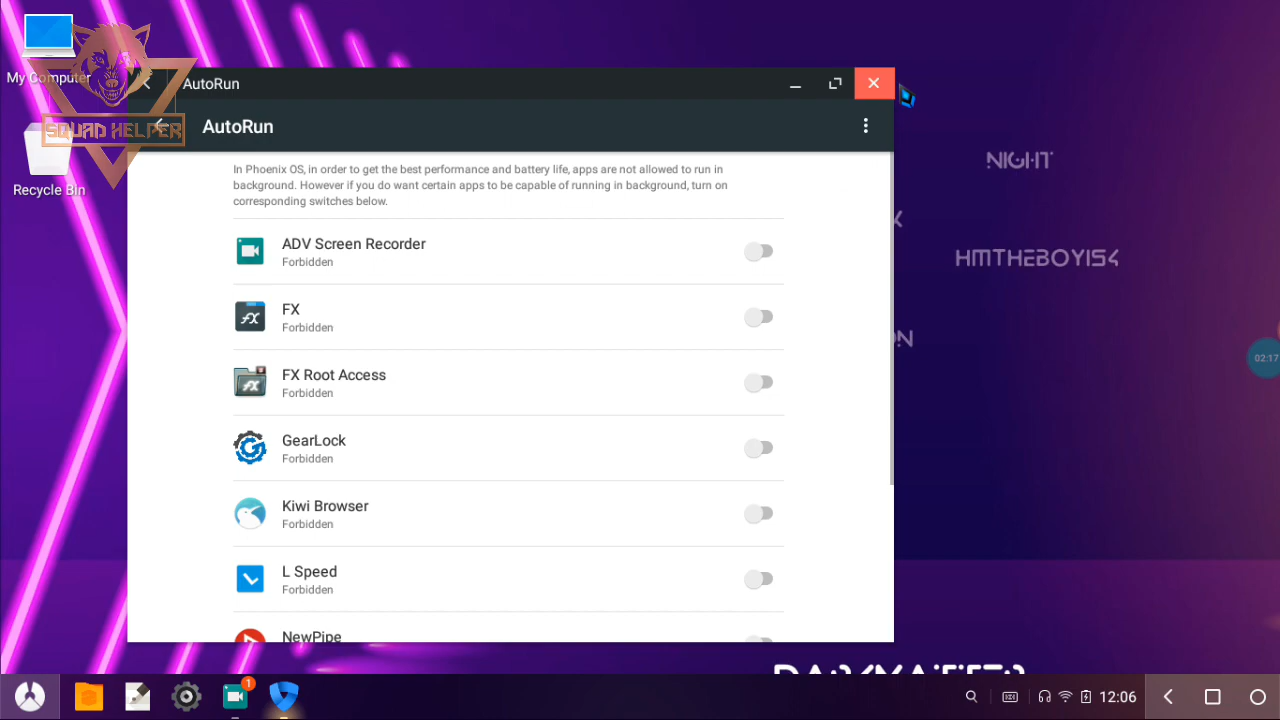 My Computer
SQUAD HELPER
Recycle Bin
AutoRun
AutoRun
In Phoenix OS, in order to get the best performance and battery life, apps are not allowed to run in
background. However if you do want certain apps to be capable of running in background, turn on
corresponding switches below.
ADV Screen Recorder
Forbidden
FX
Forbidden
FX Root Access
Forbidden
GearLock
Forbidden
Kiwi Browser
Forbidden
L Speed
Forbidden
NewPipe
NIGHT
HMTHEBOY154
02:17
1
12:06